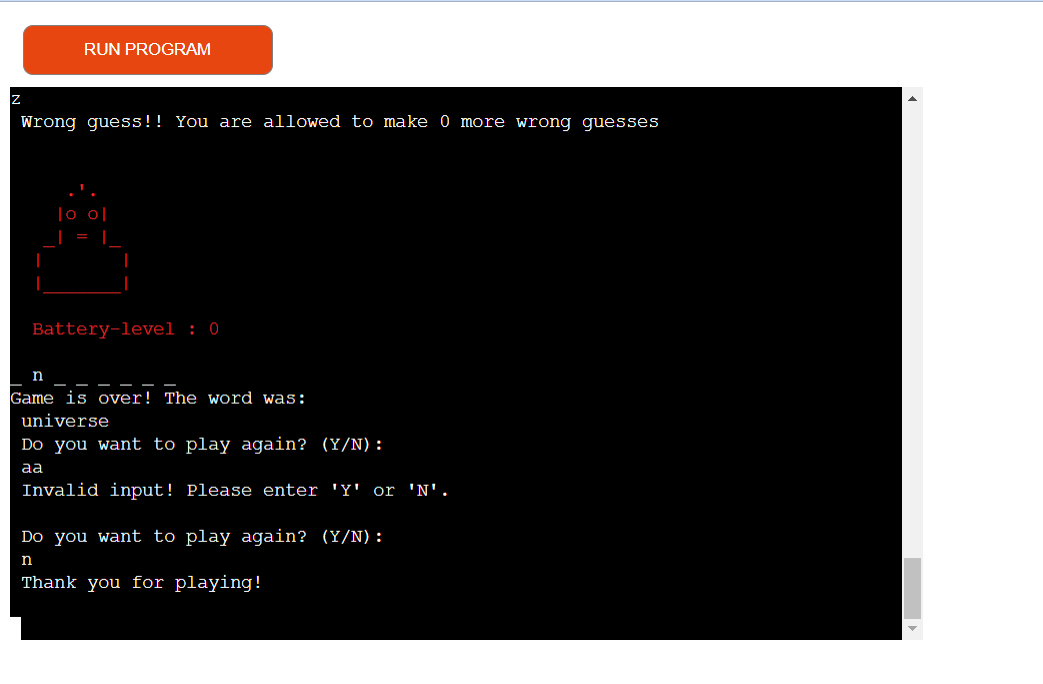 RUN PROGRAM
z
Wrong guess!! You are allowed to make 0 more wrong guesses
   .'.
  |o o|
 _| = |_
|       |
|_______|
Battery-level : 0
_ n _ _ _ _ _ _
Game is over! The word was:
universe
Do you want to play again? (Y/N):
aa
Invalid input! Please enter 'Y' or 'N'.
Do you want to play again? (Y/N):
n
Thank you for playing!